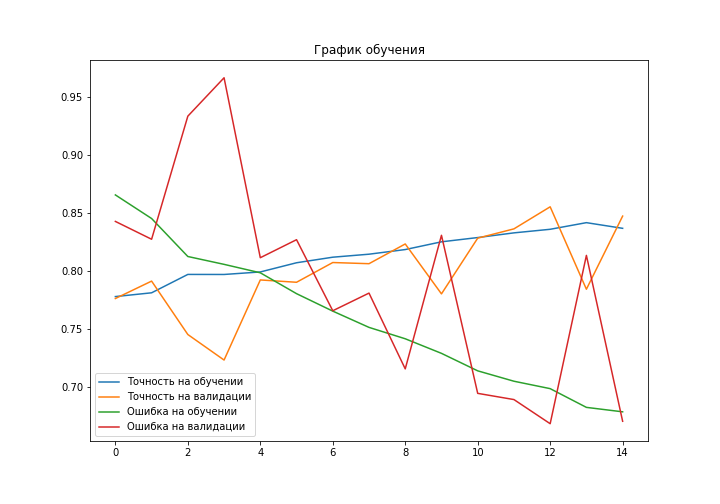 График обучения
0.95
0.90
0.85
0.80
0.75
0.70
Точность на обучении
Точность на валидации
Ошибка на обучении
Ошибка на валидации
0 2 4 6 8 10 12 14